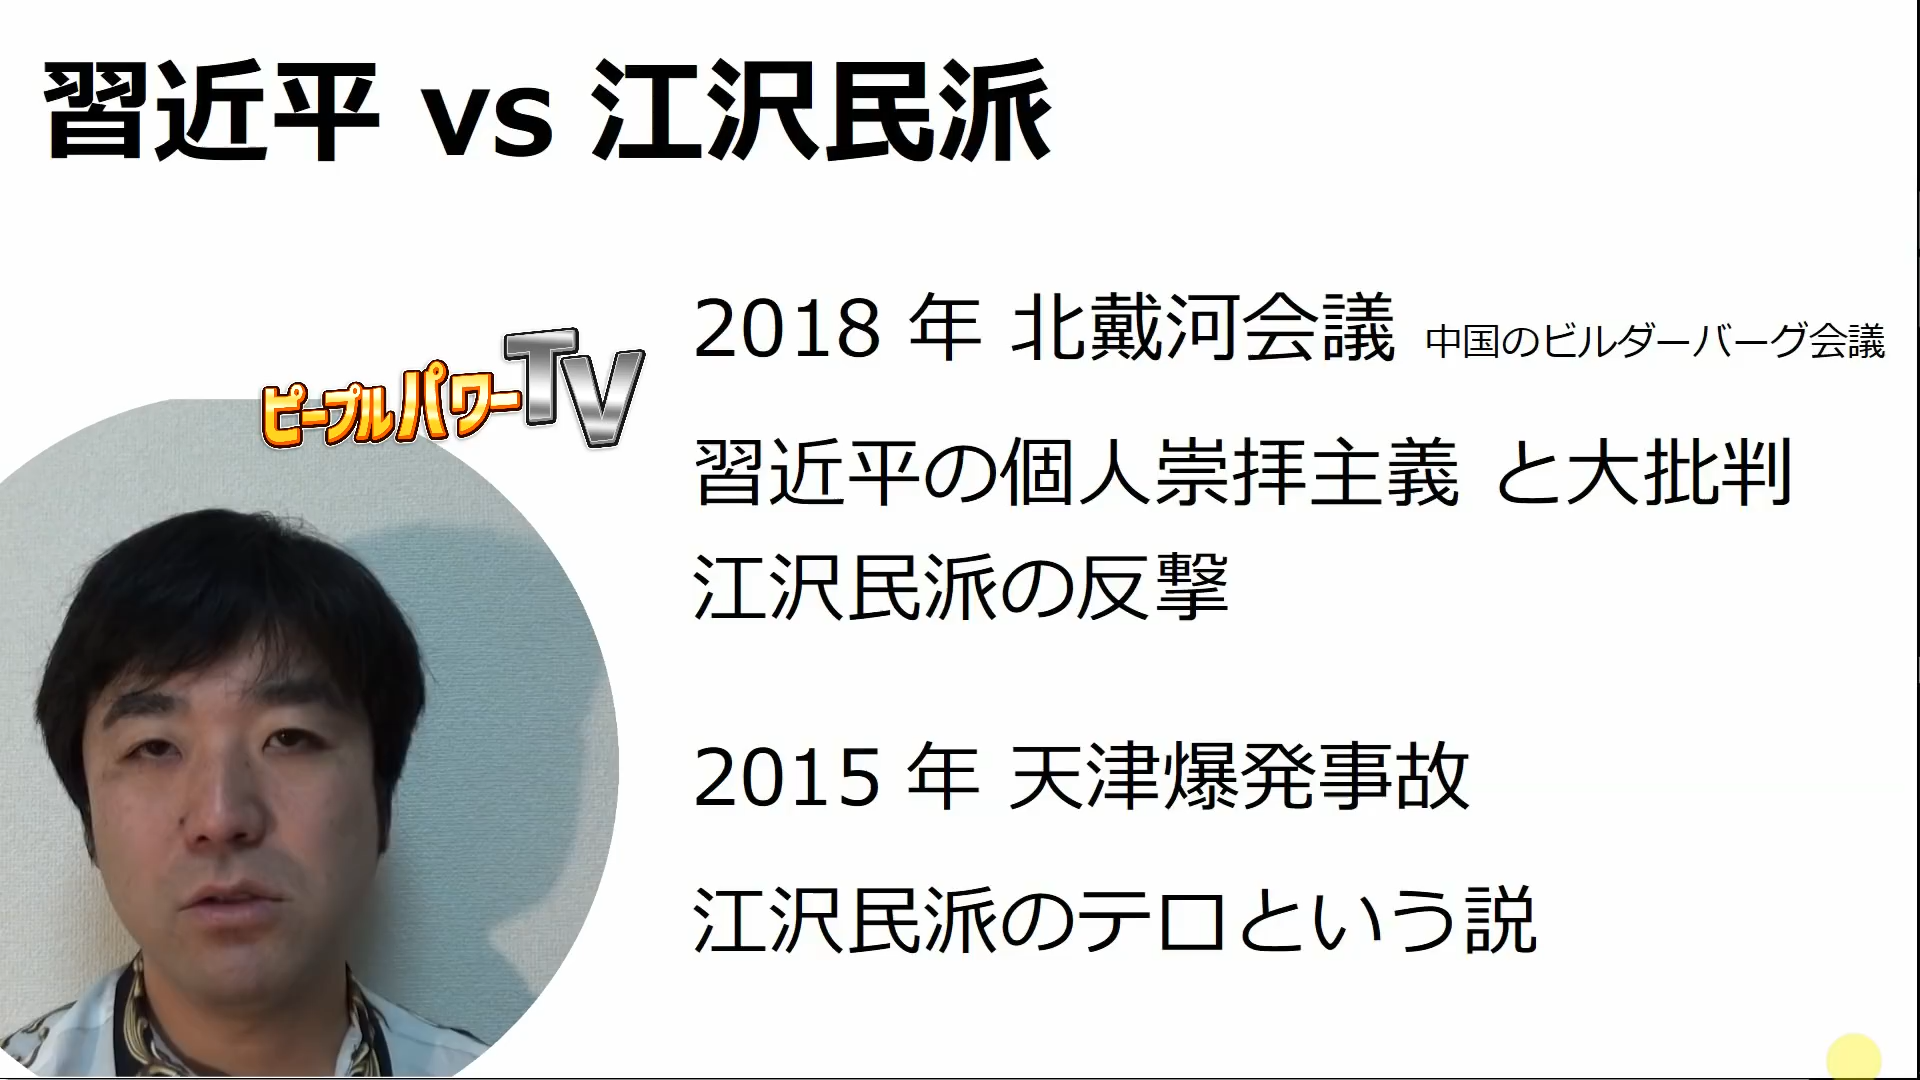 習近平 vs 江沢民派
2018 年 北戴河会議 中国のビルダーバーグ会議
ピープルパワーTV
習近平の個人崇拝主義 と大批判
江沢民派の反撃
2015 年 天津爆発事故
江沢民派のテロという説